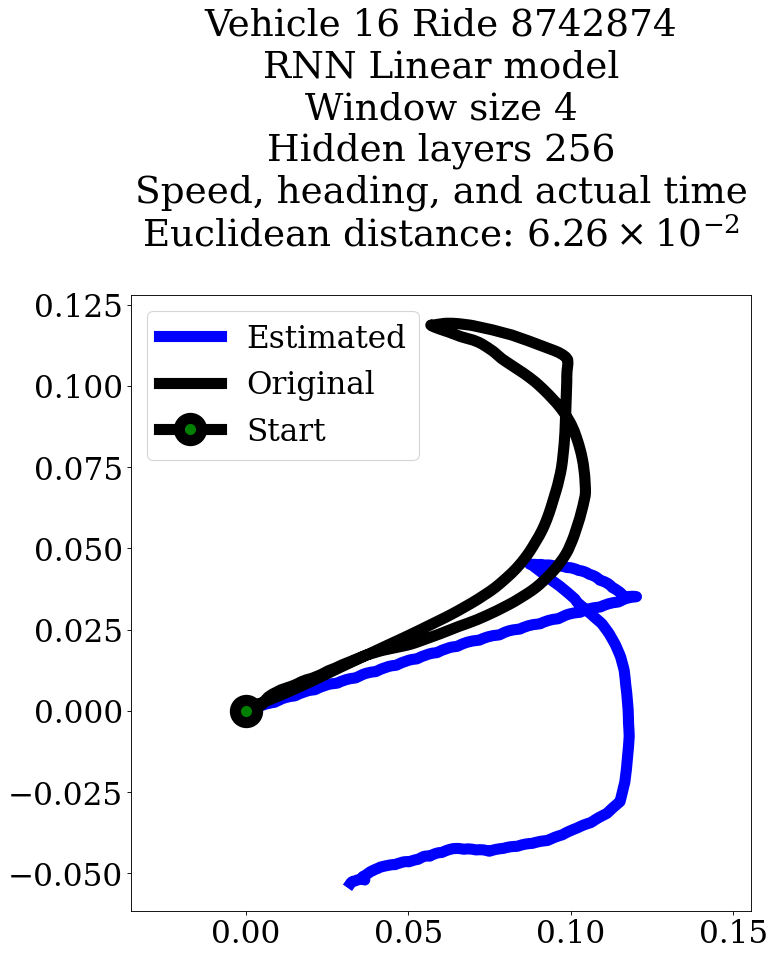 Vehicle 16 Ride 8742874
RNN Linear model
Window size 4
Hidden layers 256
Speed, heading, and actual time
Euclidean distance: 6.26 × 10⁻²
Estimated
Original
Start
0.125
0.100
0.075
0.050
0.025
0.000
−0.025
−0.050
0.00 0.05 0.10 0.15